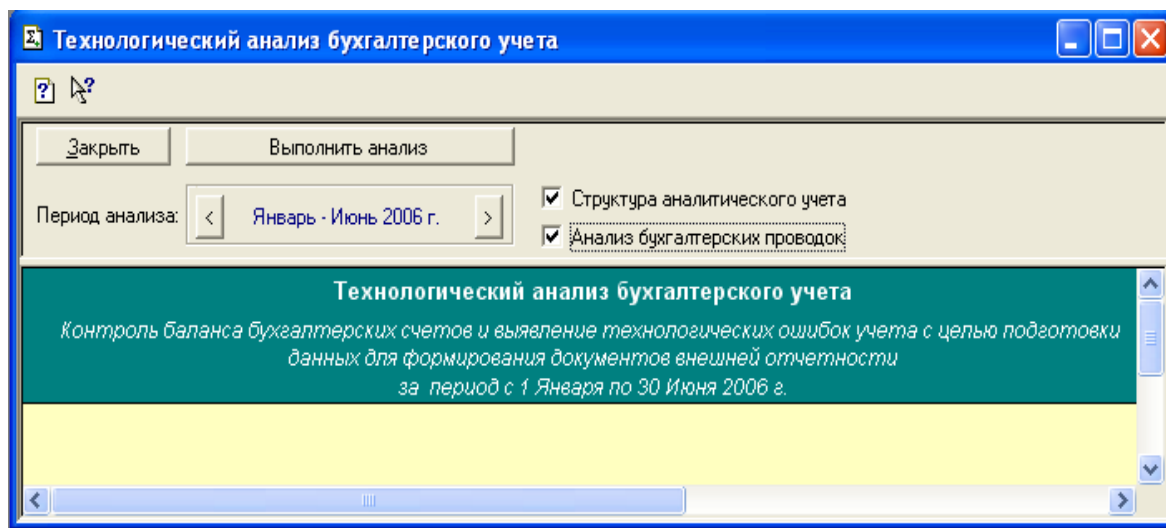 Технологический анализ бухгалтерского учета
Закрыть
Выполнить анализ
Период анализа:
<
Январь - Июнь 2006 г.
>
Структура аналитического учета
Анализ бухгалтерских проводок
Технологический анализ бухгалтерского учета
Контроль баланса бухгалтерских счетов и выявление технологических ошибок учета с целью подготовки
данных для формирования документов внешней отчетности
за период с 1 Января по 30 Июня 2006 г.